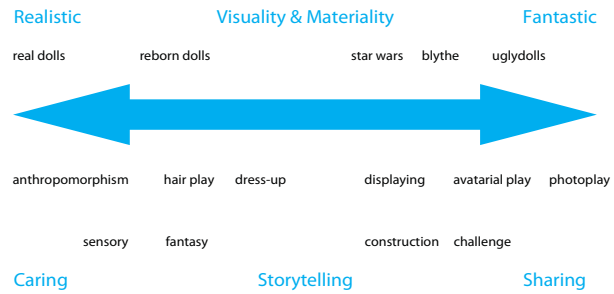 Realistic Visuality & Materiality Fantastic
real dolls reborn dolls star wars blythe uglydolls
anthropomorphism hair play dress-up displaying avatarial play photoplay
sensory fantasy construction challenge
Caring Storytelling Sharing